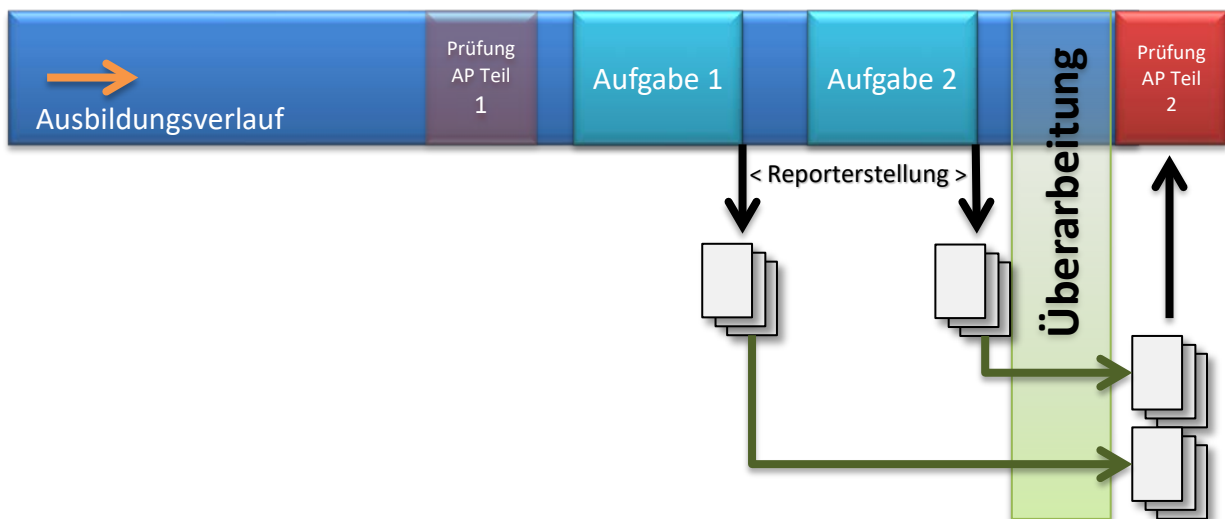 Ausbildungsverlauf
Prüfung
AP Teil
1
Aufgabe 1
Aufgabe 2
Überarbeitung
Prüfung
AP Teil
2
< Reporterstellung >